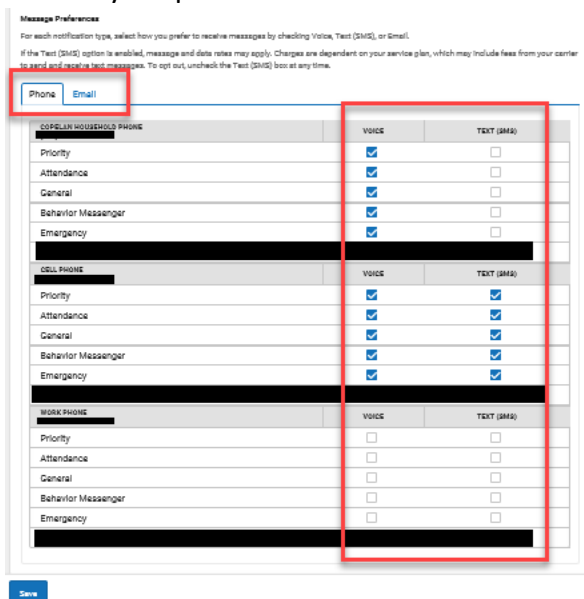 Message Preferences
For each notification type, select how you prefer to receive messages by checking Voice, Text (SMS), or Email.
If the Text (SMS) option is enabled, message and data rates may apply. Charges are dependent on your service plan, which may include fees from your carrier
to send and receive text messages. To opt out, uncheck the Text (SMS) box at any time.
Phone Email
COPELAN HOUSEHOLD PHONE VOICE TEXT (SMS)
Priority
Attendance
General
Behavior Messenger
Emergency
CELL PHONE VOICE TEXT (SMS)
Priority
Attendance
General
Behavior Messenger
Emergency
WORK PHONE VOICE TEXT (SMS)
Priority
Attendance
General
Behavior Messenger
Emergency
Save